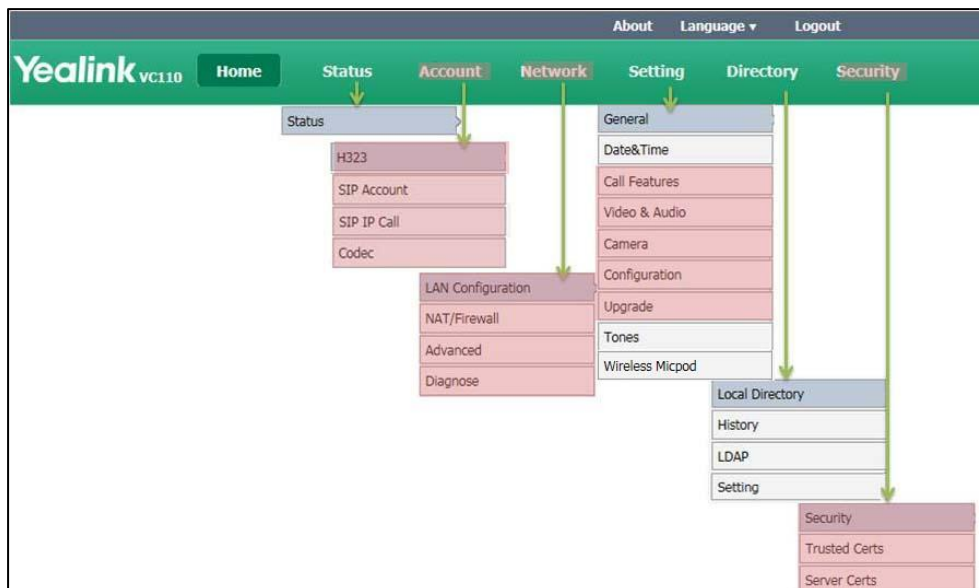 About Language ▾ Logout
Yealink VC110 Home Status Account Network Setting Directory Security
Status
H323
SIP Account
SIP IP Call
Codec
LAN Configuration
NAT/Firewall
Advanced
Diagnose
General
Date&Time
Call Features
Video & Audio
Camera
Configuration
Upgrade
Tones
Wireless Micpod
Local Directory
History
LDAP
Setting
Security
Trusted Certs
Server Certs